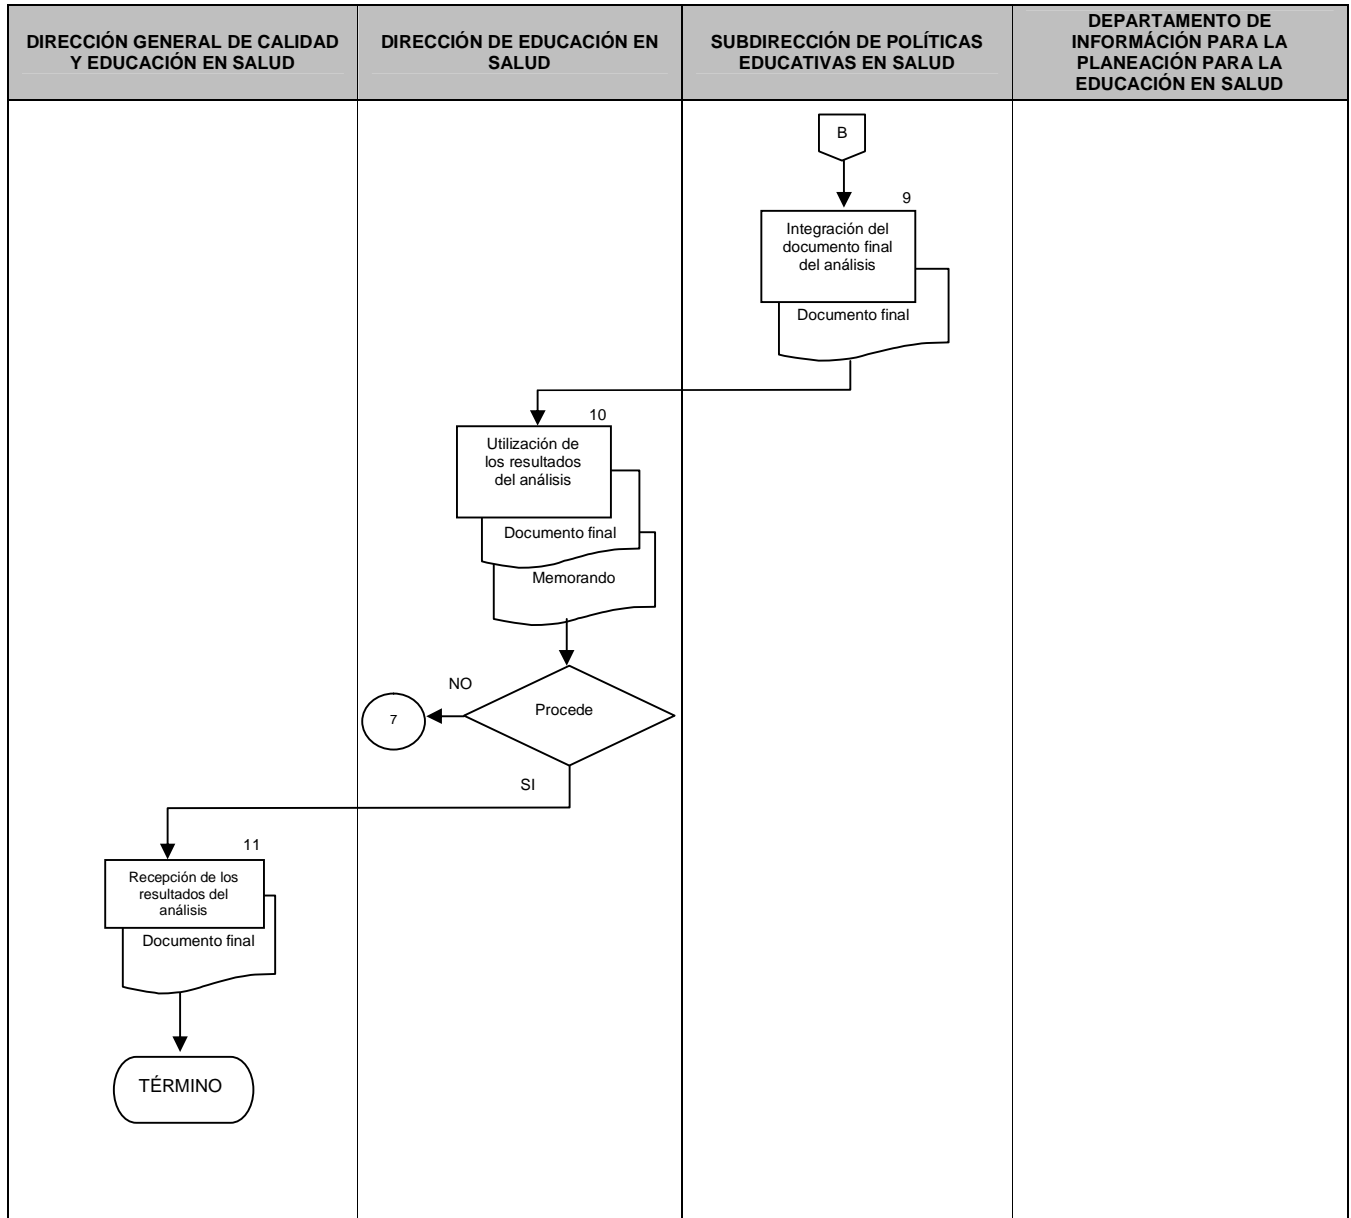 DIRECCIÓN GENERAL DE CALIDAD
Y EDUCACIÓN EN SALUD
DIRECCIÓN DE EDUCACIÓN EN
SALUD
SUBDIRECCIÓN DE POLÍTICAS
EDUCATIVAS EN SALUD
DEPARTAMENTO DE
INFORMÁCIÓN PARA LA
PLANEACIÓN PARA LA
EDUCACIÓN EN SALUD
B
9
Integración del
documento final
del análisis
Documento final
10
Utilización de
los resultados
del análisis
Documento final
Memorando
NO
Procede
7
SI
11
Recepción de los
resultados del
análisis
Documento final
TÉRMINO